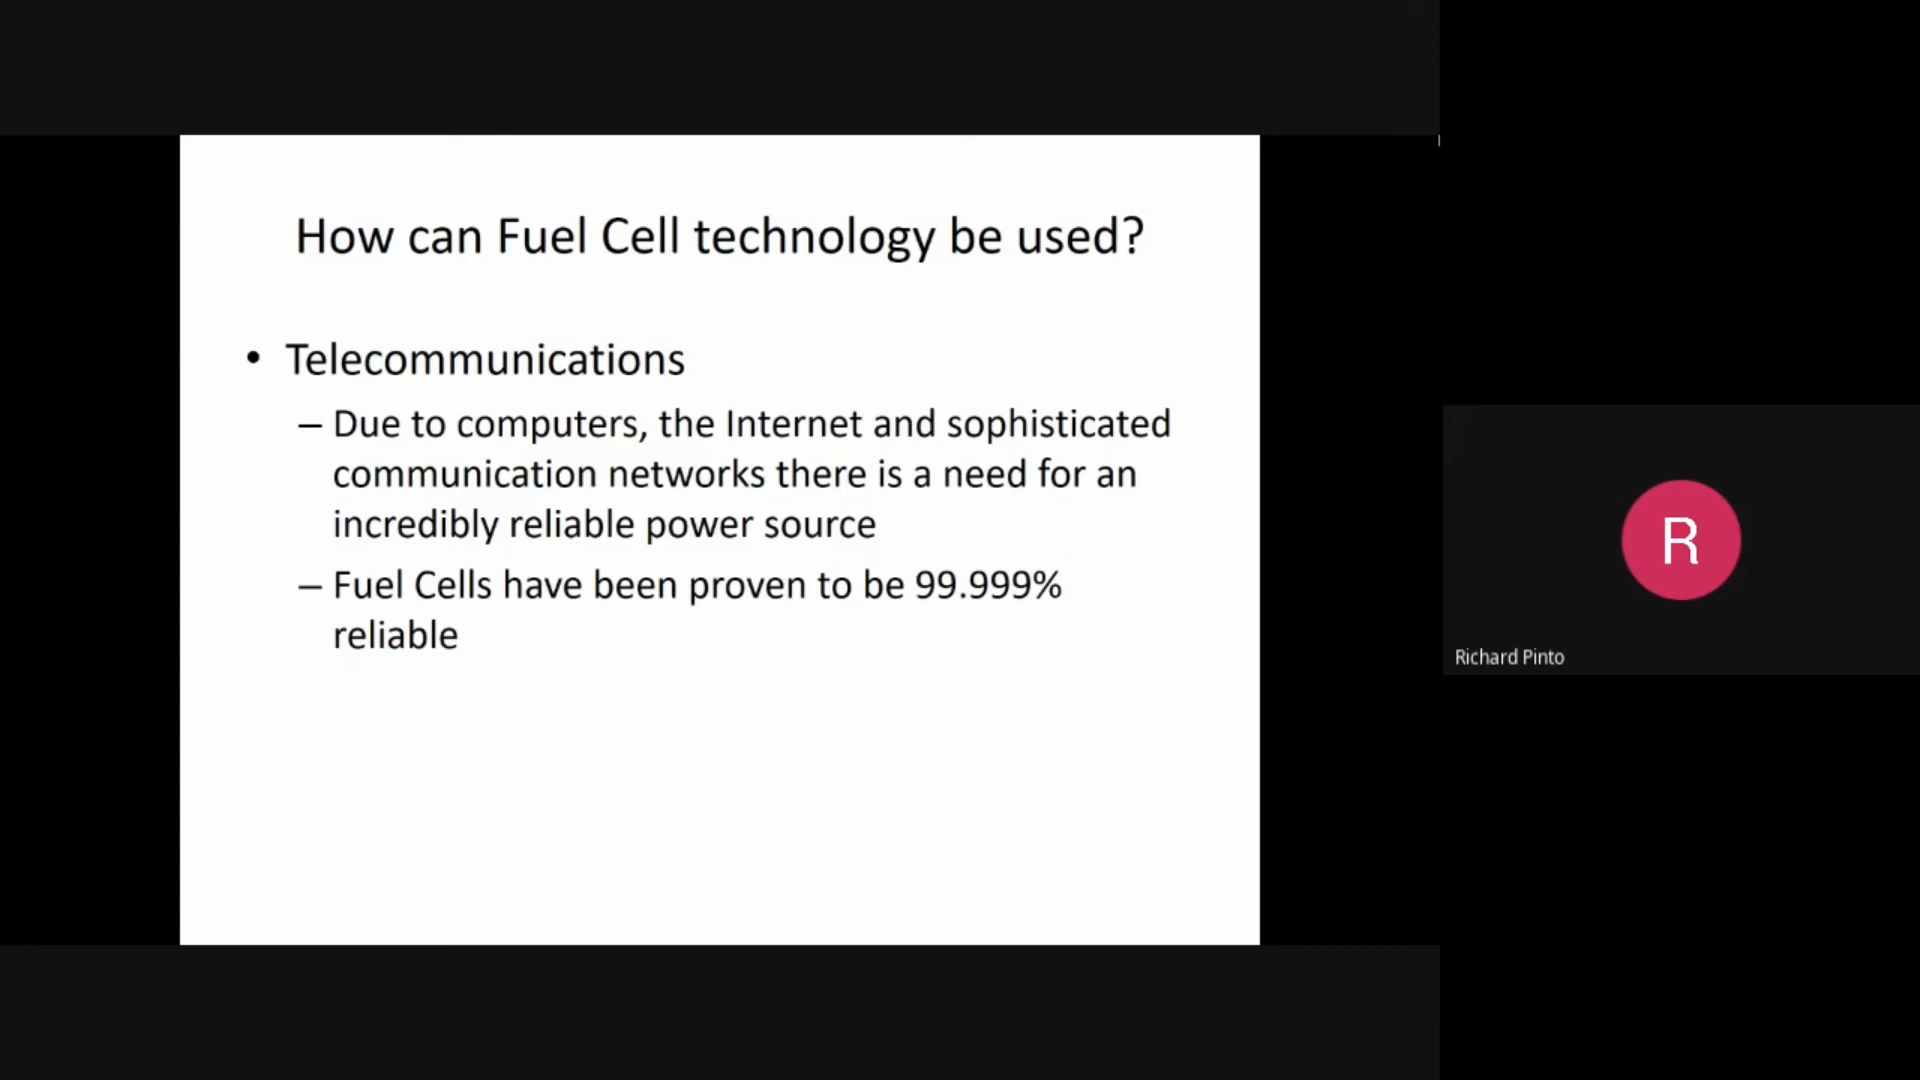 How can Fuel Cell technology be used?
• Telecommunications
– Due to computers, the Internet and sophisticated
communication networks there is a need for an
incredibly reliable power source
– Fuel Cells have been proven to be 99.999%
reliable
R
Richard Pinto